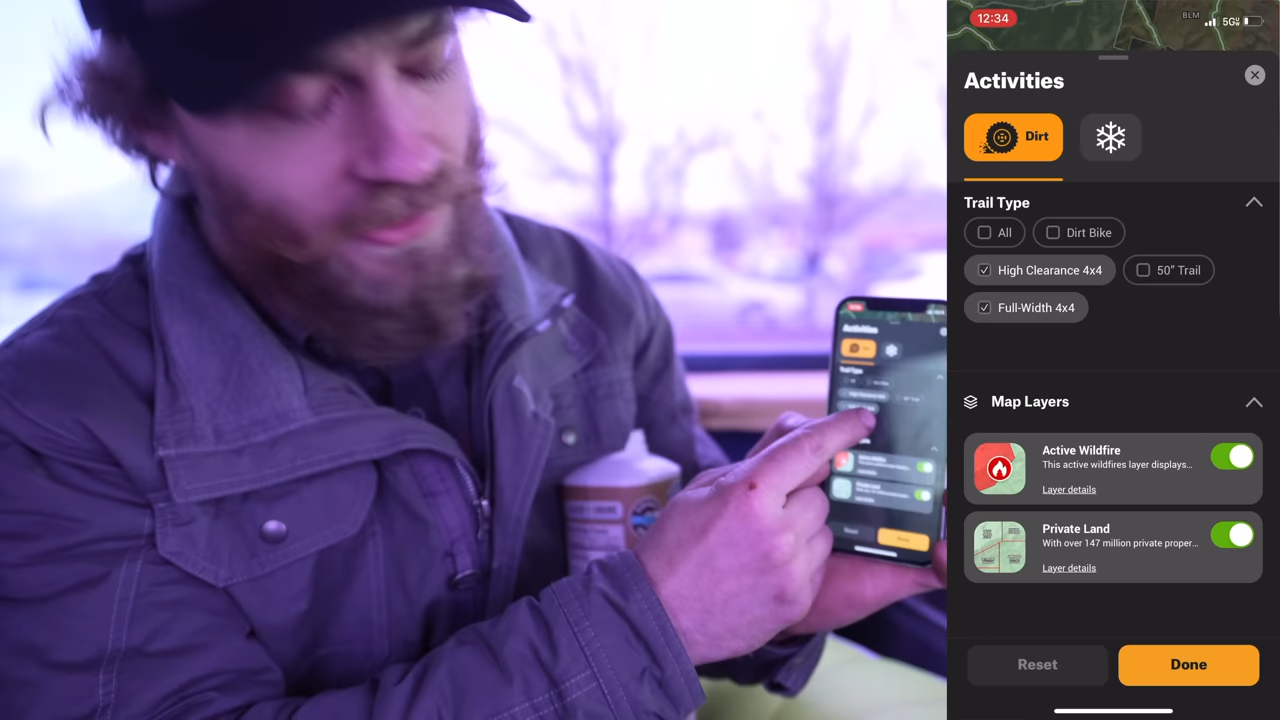 12:34
BLM
5G
Activities
Dirt
Trail Type
All
Dirt Bike
High Clearance 4x4
50" Trail
Full-Width 4x4
Map Layers
Active Wildfire
This active wildfires layer displays...
Layer details
Private Land
With over 147 million private proper...
Layer details
Reset
Done
Activities